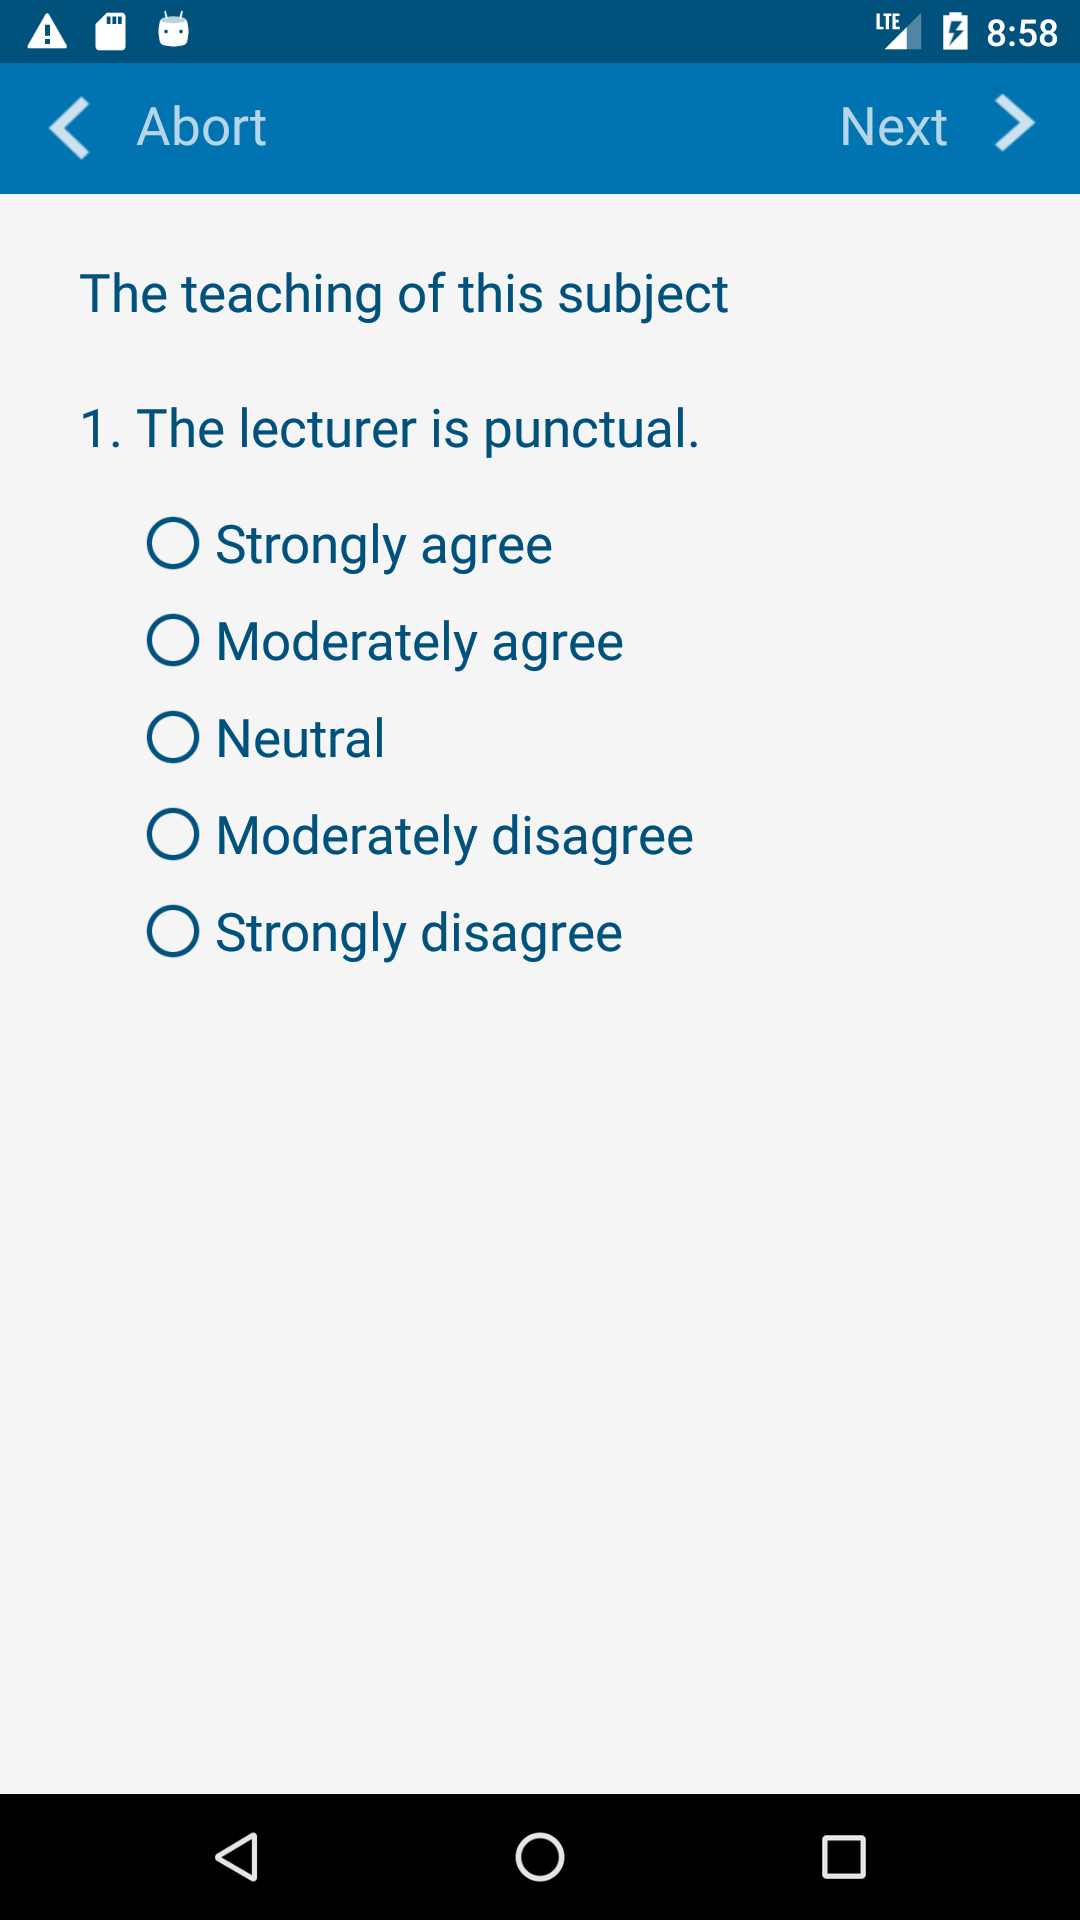 LTE 8:58
Abort Next
The teaching of this subject
1. The lecturer is punctual.
Strongly agree
Moderately agree
Neutral
Moderately disagree
Strongly disagree